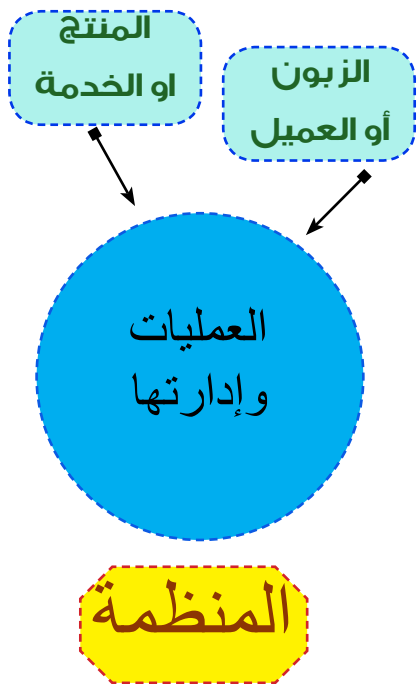 المنتج
او الخدمة
الزبون
أو العميل
العمليات
وإدارتها
المنظمة